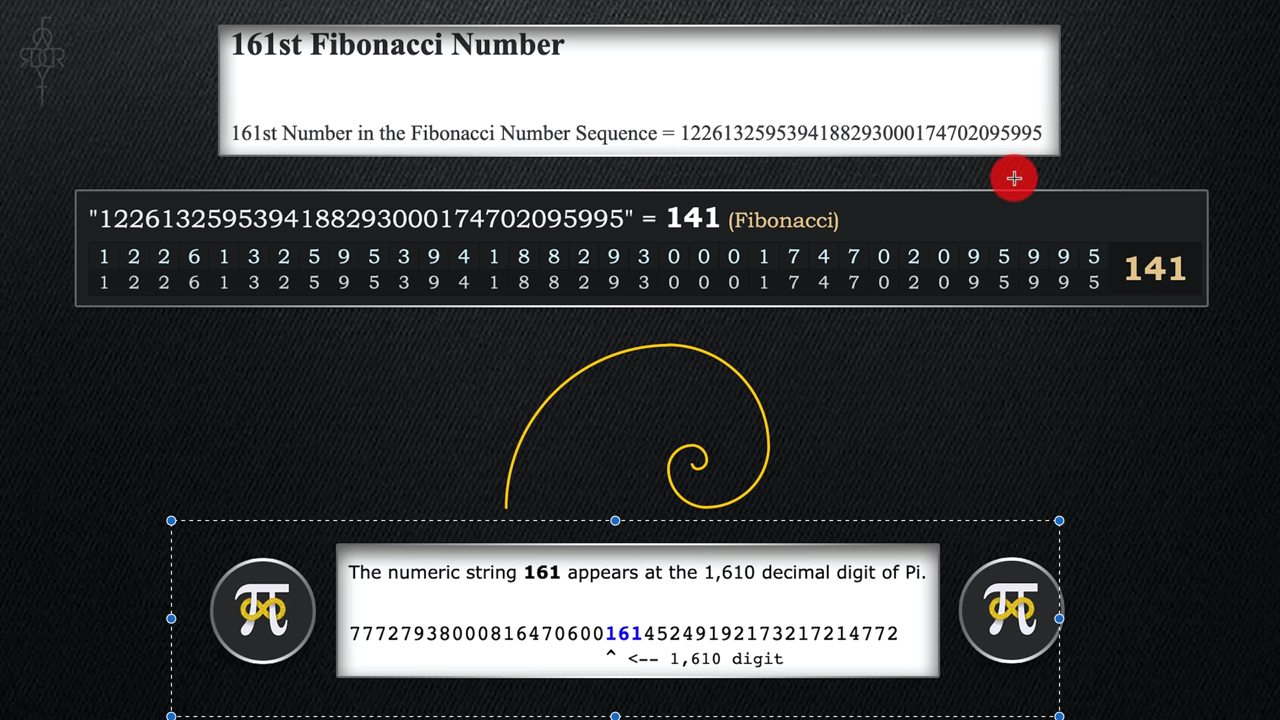 161st Fibonacci Number
161st Number in the Fibonacci Number Sequence = 1226132595394188293000174702095995
"1226132595394188293000174702095995" = 141 (Fibonacci)
1 2 2 6 1 3 2 5 9 5 3 9 4 1 8 8 2 9 3 0 0 0 1 7 4 7 0 2 0 9 5 9 9 5 141
1 2 2 6 1 3 2 5 9 5 3 9 4 1 8 8 2 9 3 0 0 0 1 7 4 7 0 2 0 9 5 9 9 5
The numeric string 161 appears at the 1,610 decimal digit of Pi.
77727938000816470600161452491921732172147​72
^ <-- 1,610 digit
π
π